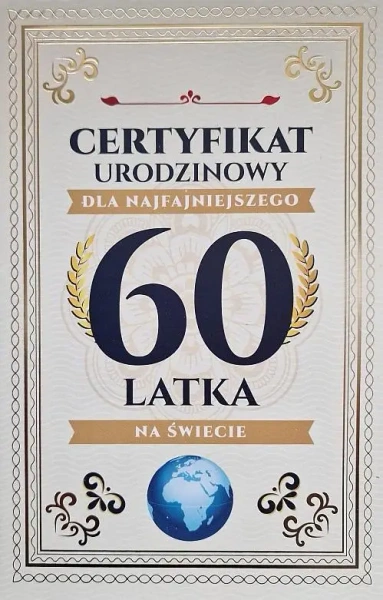 CERTYFIKAT
URODZINOWY
DLA NAJFAJNIEJSZEGO
60
LATKA
NA ŚWIECIE